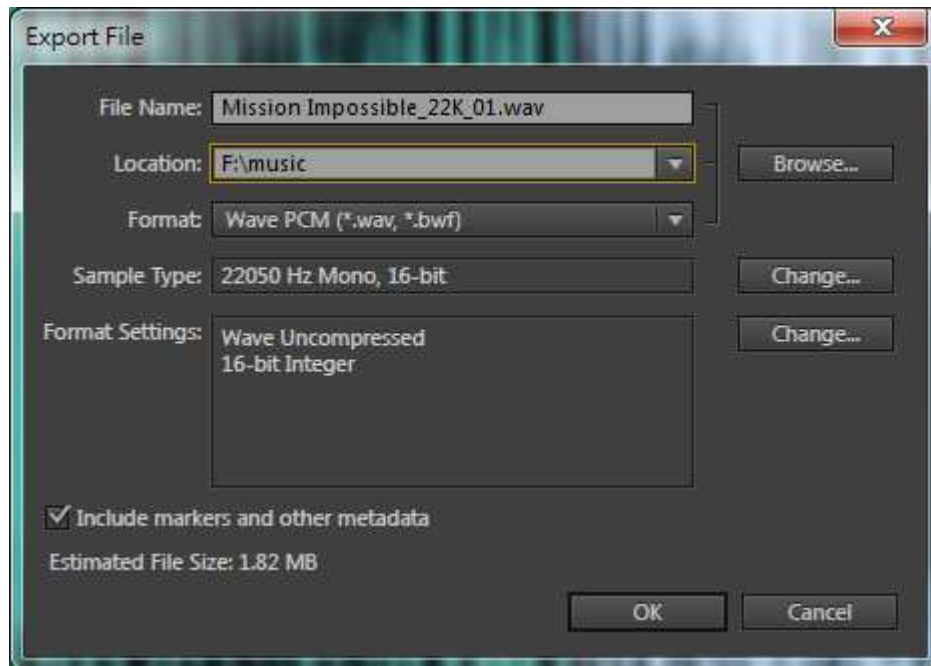 Export File
File Name: Mission Impossible_22K_01.wav
Location: F:\music Browse...
Format: Wave PCM (*.wav, *.bwf)
Sample Type: 22050 Hz Mono, 16-bit Change...
Format Settings: Wave Uncompressed Change...
16-bit Integer
Include markers and other metadata
Estimated File Size: 1.82 MB
OK Cancel